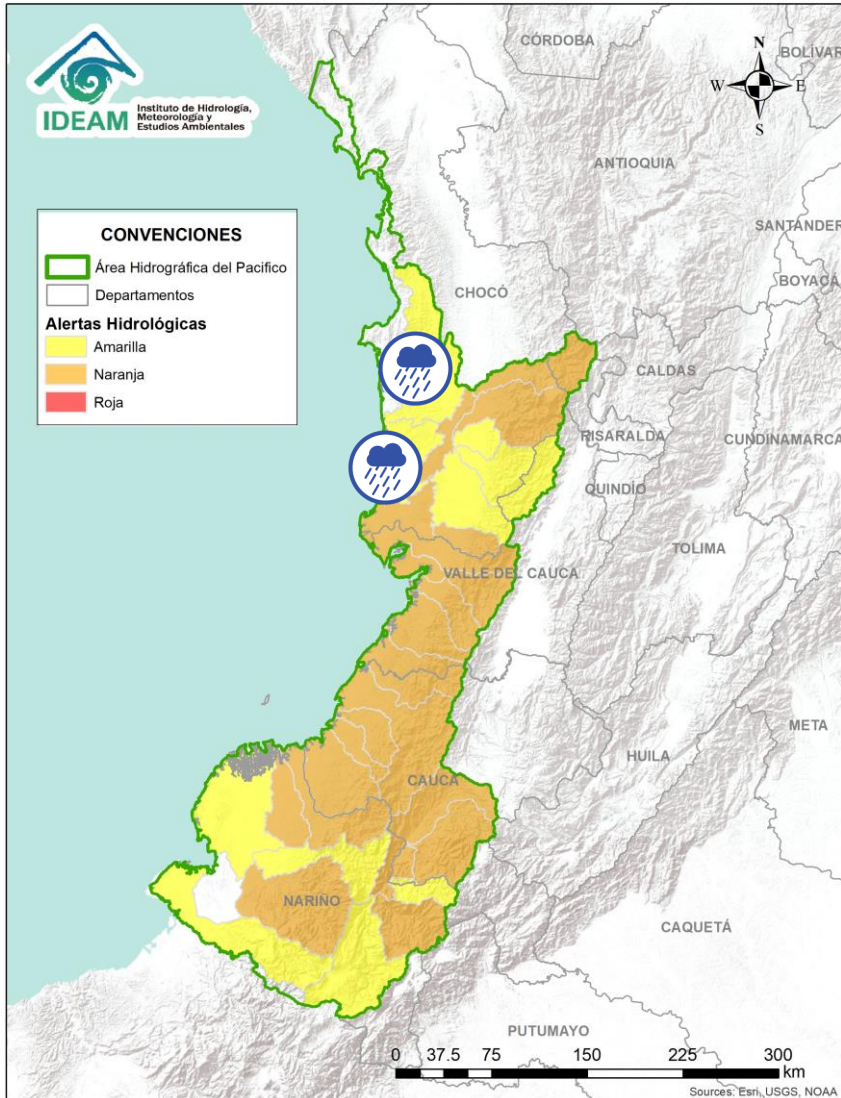 IDEAM
Instituto de Hidrología,
Meteorología y
Estudios Ambientales
CÓRDOBA
BOLÍVAR
N
W
E
S
ANTIOQUIA
SANTANDER
BOYACÁ
CONVENCIONES
Área Hidrográfica del Pacifico
Departamentos
Alertas Hidrológicas
Amarilla
Naranja
Roja
CHOCÓ
CALDAS
RISARALDA
CUNDINAMARCA
QUINDÍO
TOLIMA
VALLE DEL CAUCA
META
HUILA
CAUCA
NARIÑO
CAQUETÁ
PUTUMAYO
0 37.5 75 150 225 300
km
Sources: Esri, USGS, NOAA